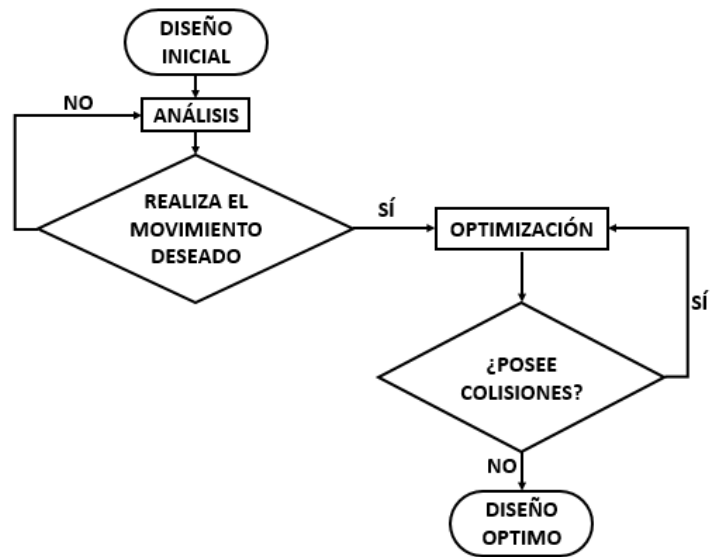 DISEÑO
INICIAL
NO
ANÁLISIS
REALIZA EL
MOVIMIENTO
DESEADO
SÍ
OPTIMIZACIÓN
SÍ
¿POSEE
COLISIONES?
NO
DISEÑO
OPTIMO